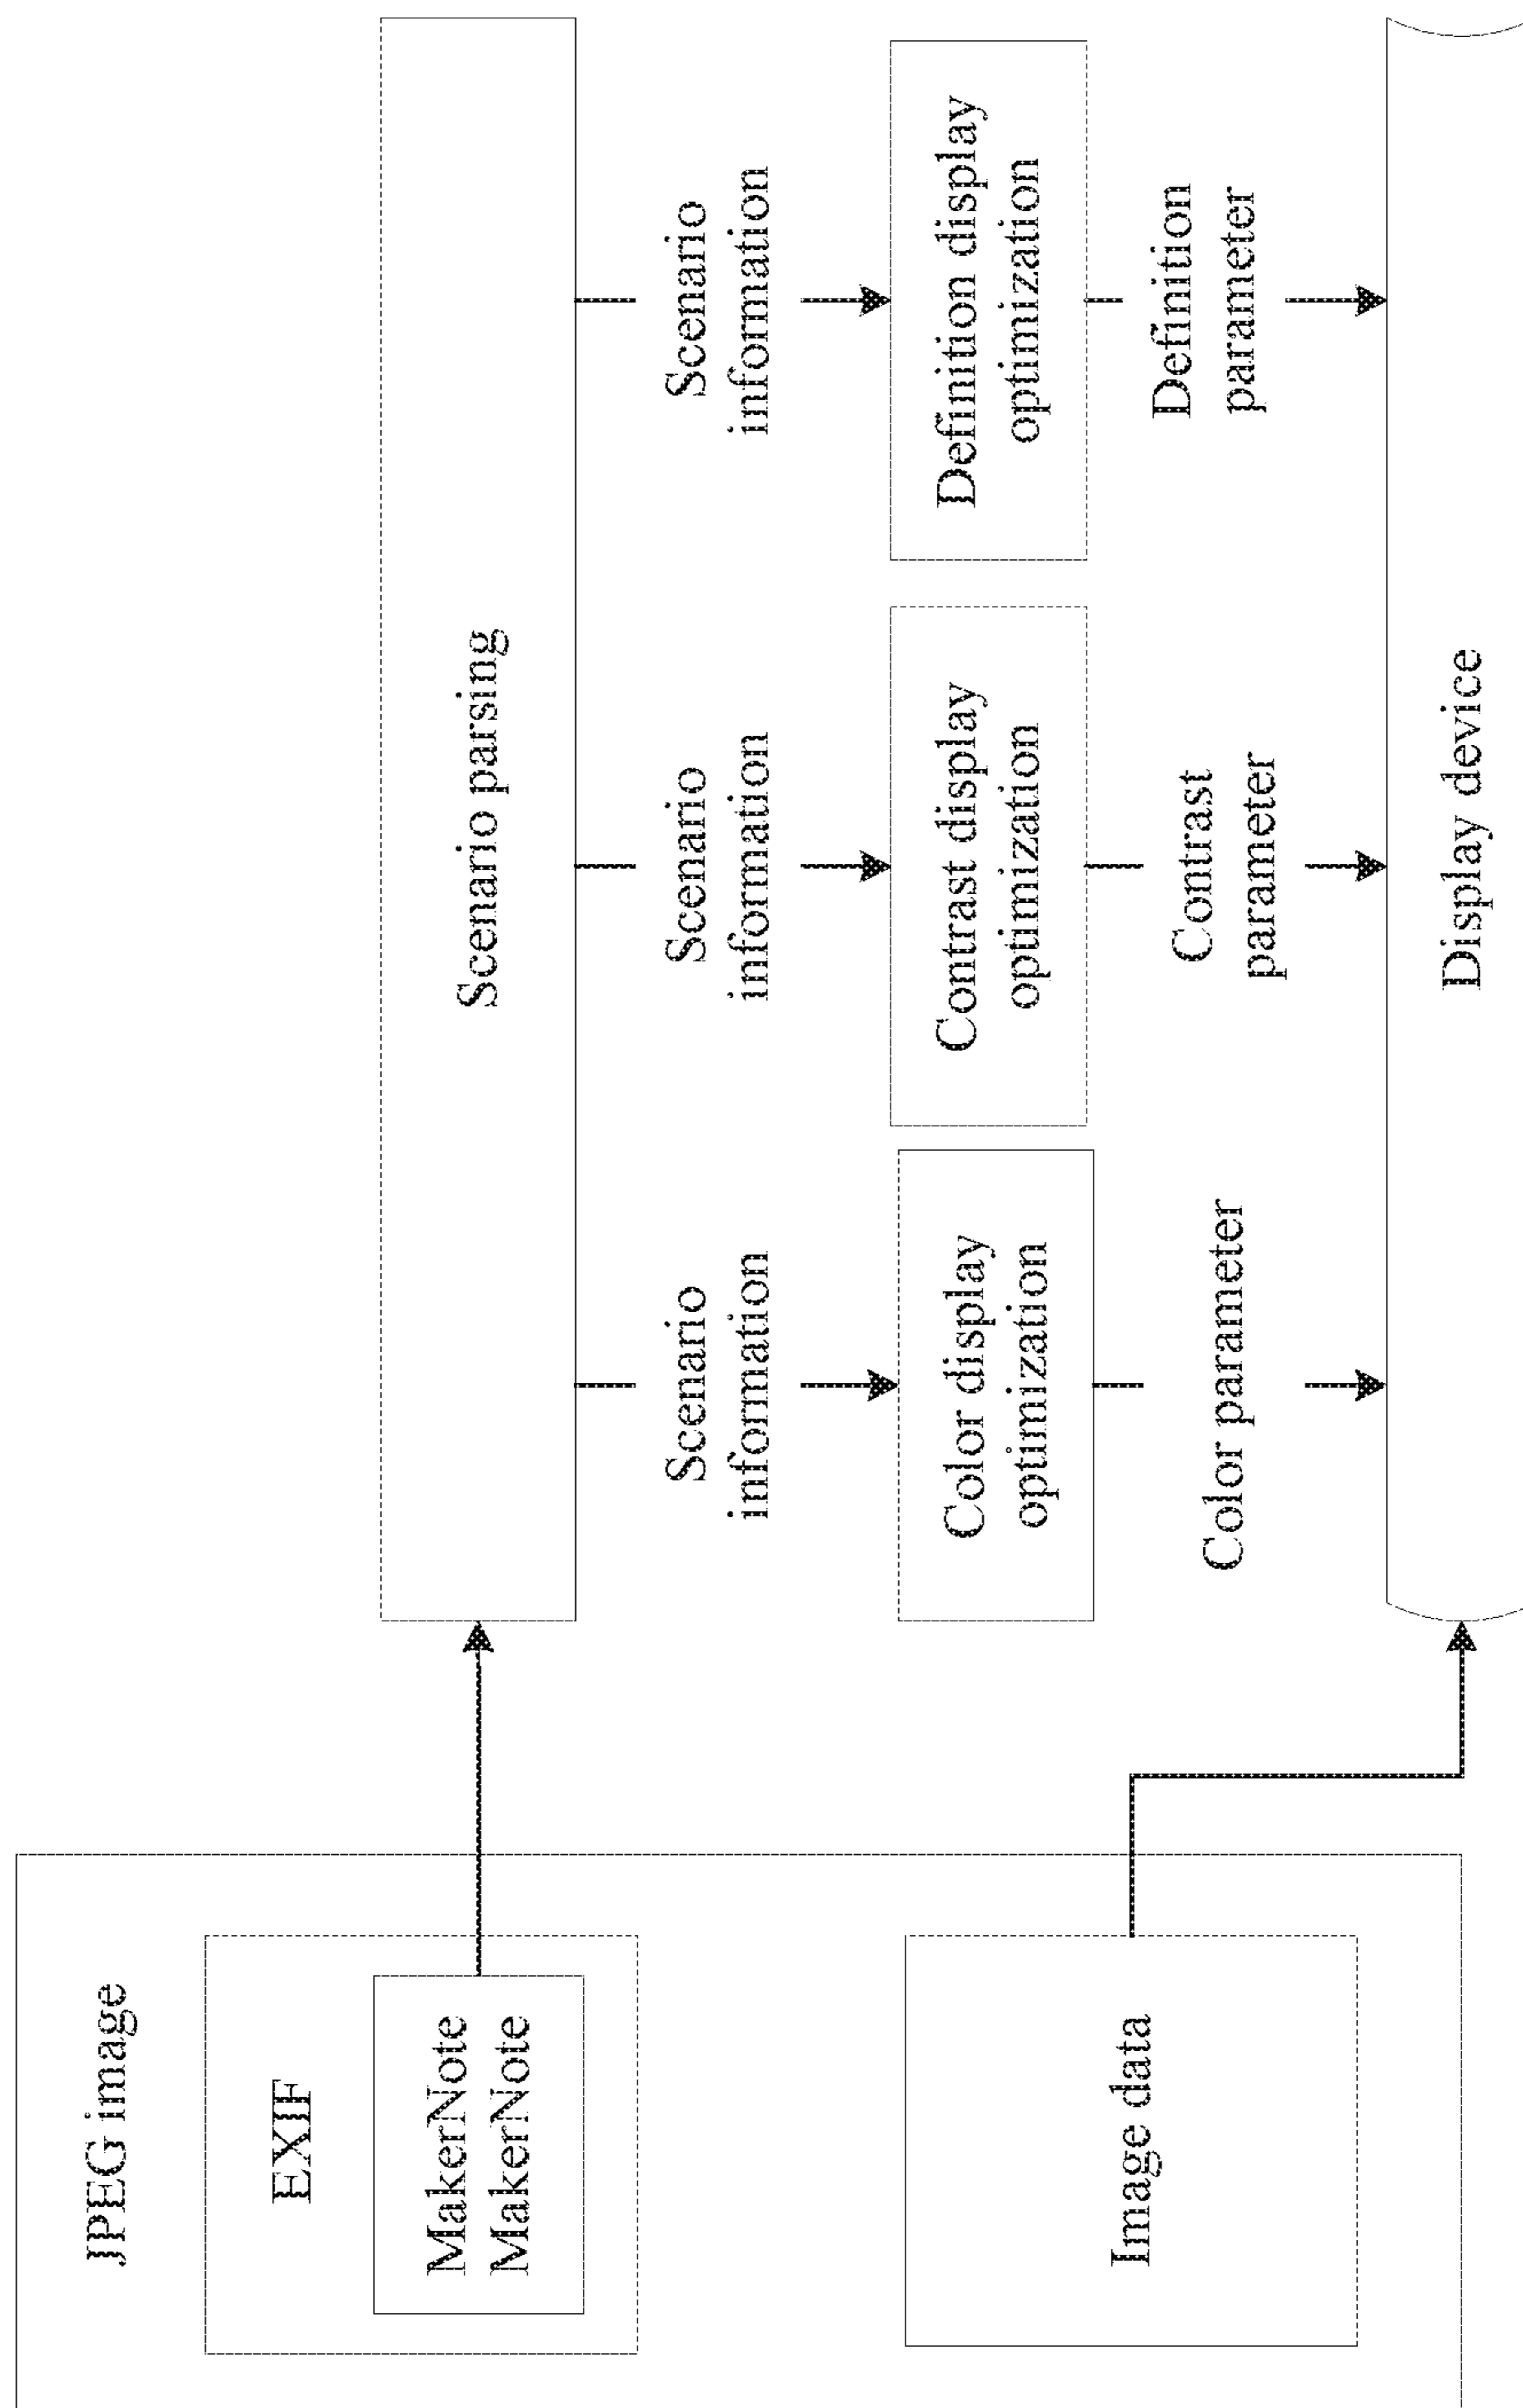 JPEG image
EXIF
MakerNote
MakerNote
Image data
Scenario parsing
Scenario
information
Scenario
information
Scenario
information
Color display
optimization
Contrast display
optimization
Definition display
optimization
Color parameter
Contrast
parameter
Definition
parameter
Display device